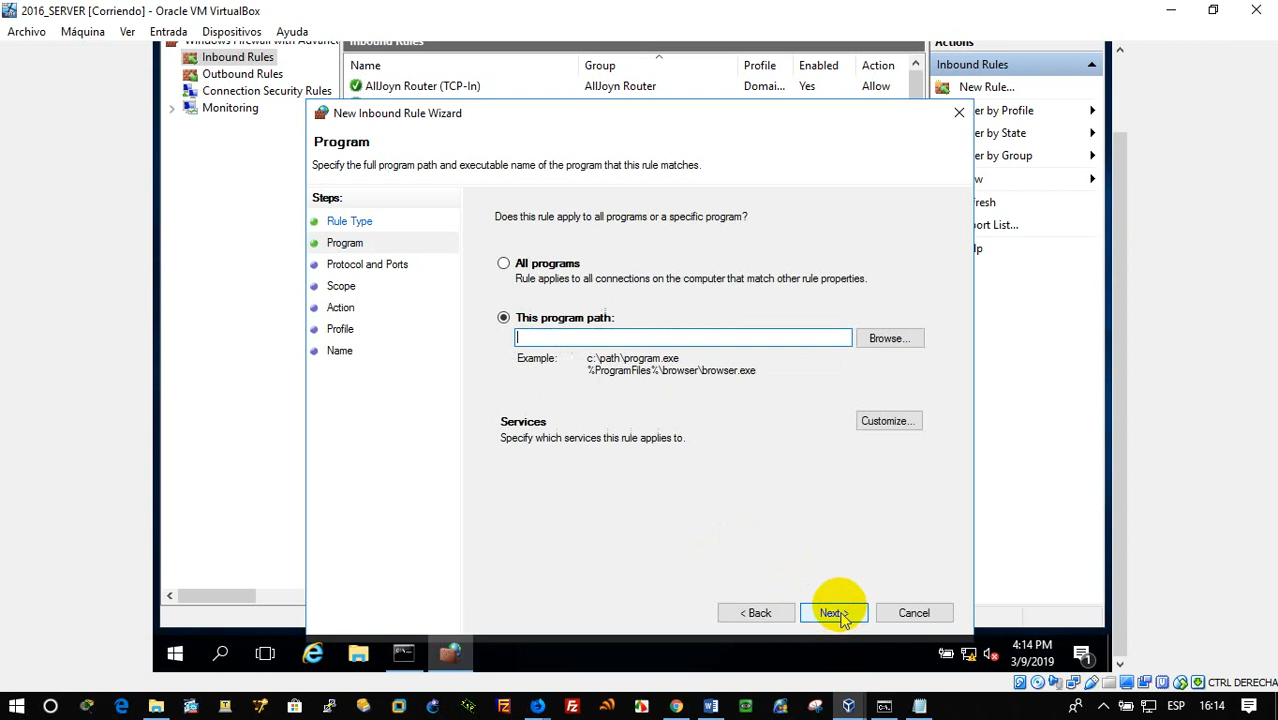 2016_SERVER [Corriendo] - Oracle VM VirtualBox
Archivo Máquina Ver Entrada Dispositivos Ayuda
Inbound Rules
Inbound Rules
Outbound Rules
Connection Security Rules
Monitoring
Name Group Profile Enabled Action
AllJoyn Router (TCP-In) AllJoyn Router Domai... Yes Allow
Actions
Inbound Rules
New Rule...
er by Profile
er by State
er by Group
w
resh
ort List...
lp
New Inbound Rule Wizard
Program
Specify the full program path and executable name of the program that this rule matches.
Steps:
Rule Type
Program
Protocol and Ports
Scope
Action
Profile
Name
Does this rule apply to all programs or a specific program?
All programs
Rule applies to all connections on the computer that match other rule properties.
This program path:
Browse...
Example: c:\path\program.exe
%ProgramFiles%\browser\browser.exe
Services
Specify which services this rule applies to.
Customize...
< Back Next > Cancel
4:14 PM
3/9/2019
1
CTRL DERECHA
ESP 16:14